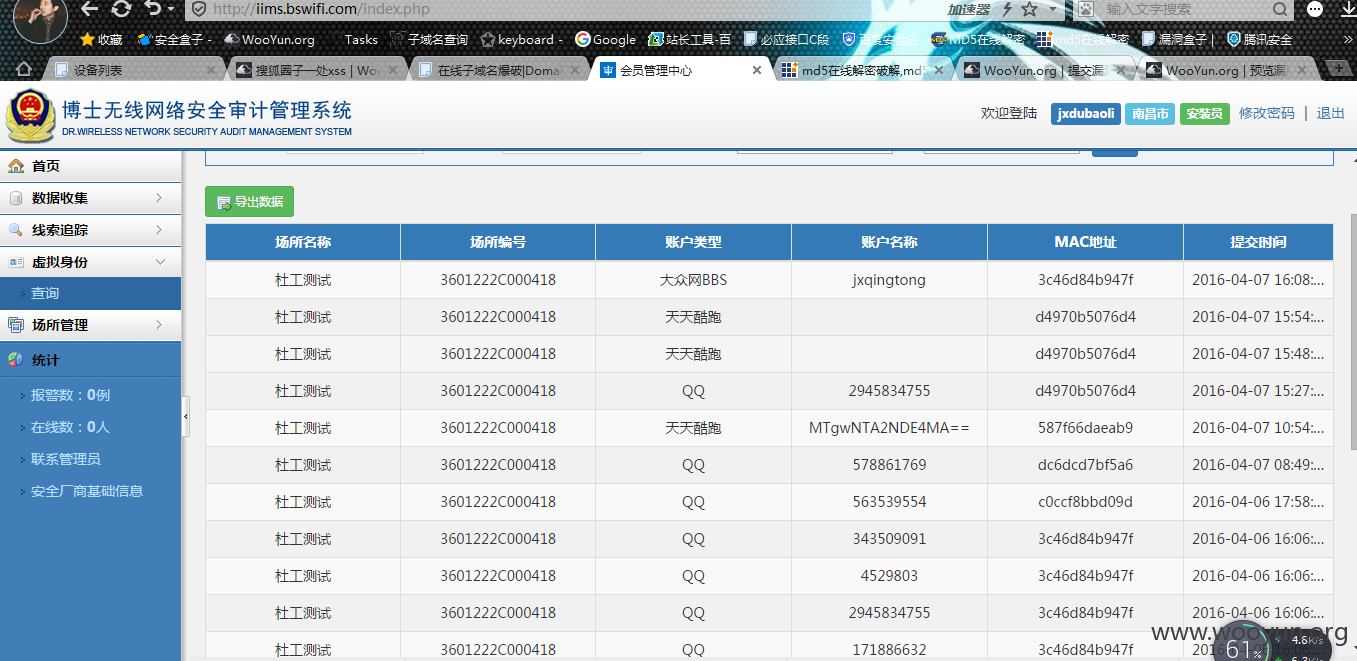 http://iims.bswifi.com/index.php
加速器
输入文字搜索
收藏 安全盒子 WooYun.org Tasks 子域名查询 keyboard Google 站长工具-百 必应接口C段 MD5在线解密 md5在线解密 漏洞盒子 | 腾讯安全
设备列表 搜狐圈子一处xss | Wo 在线子域名爆破|Domai 会员管理中心 md5在线解密破解,md5 WooYun.org | 提交漏 WooYun.org | 预览漏
博士无线网络安全审计管理系统
DR.WIRELESS NETWORK SECURITY AUDIT MANAGEMENT SYSTEM
欢迎登陆 jxdubaoli 南昌市 安装员 修改密码 | 退出
首页
数据收集
线索追踪
虚拟身份
查询
场所管理
统计
报警数：0例
在线数：0人
联系管理员
安全厂商基础信息
导出数据
场所名称 场所编号 账户类型 账户名称 MAC地址 提交时间
杜工测试 3601222C000418 大众网BBS jxqingtong 3c46d84b947f 2016-04-07 16:08:...
杜工测试 3601222C000418 天天酷跑 d4970b5076d4 2016-04-07 15:54:...
杜工测试 3601222C000418 天天酷跑 d4970b5076d4 2016-04-07 15:48:...
杜工测试 3601222C000418 QQ 2945834755 d4970b5076d4 2016-04-07 15:27:...
杜工测试 3601222C000418 天天酷跑 MTgwNTA2NDE4MA== 587f66daeab9 2016-04-07 10:54:...
杜工测试 3601222C000418 QQ 578861769 dc6dcd7bf5a6 2016-04-07 08:49:...
杜工测试 3601222C000418 QQ 563539554 c0ccf8bbd09d 2016-04-06 17:58:...
杜工测试 3601222C000418 QQ 343509091 3c46d84b947f 2016-04-06 16:06:...
杜工测试 3601222C000418 QQ 4529803 3c46d84b947f 2016-04-06 16:06:...
杜工测试 3601222C000418 QQ 2945834755 3c46d84b947f 2016-04-06 16:06:...
杜工测试 3601222C000418 QQ 171886632 3c46d84b947f
www.wooyun.org
61%
4.8K/s